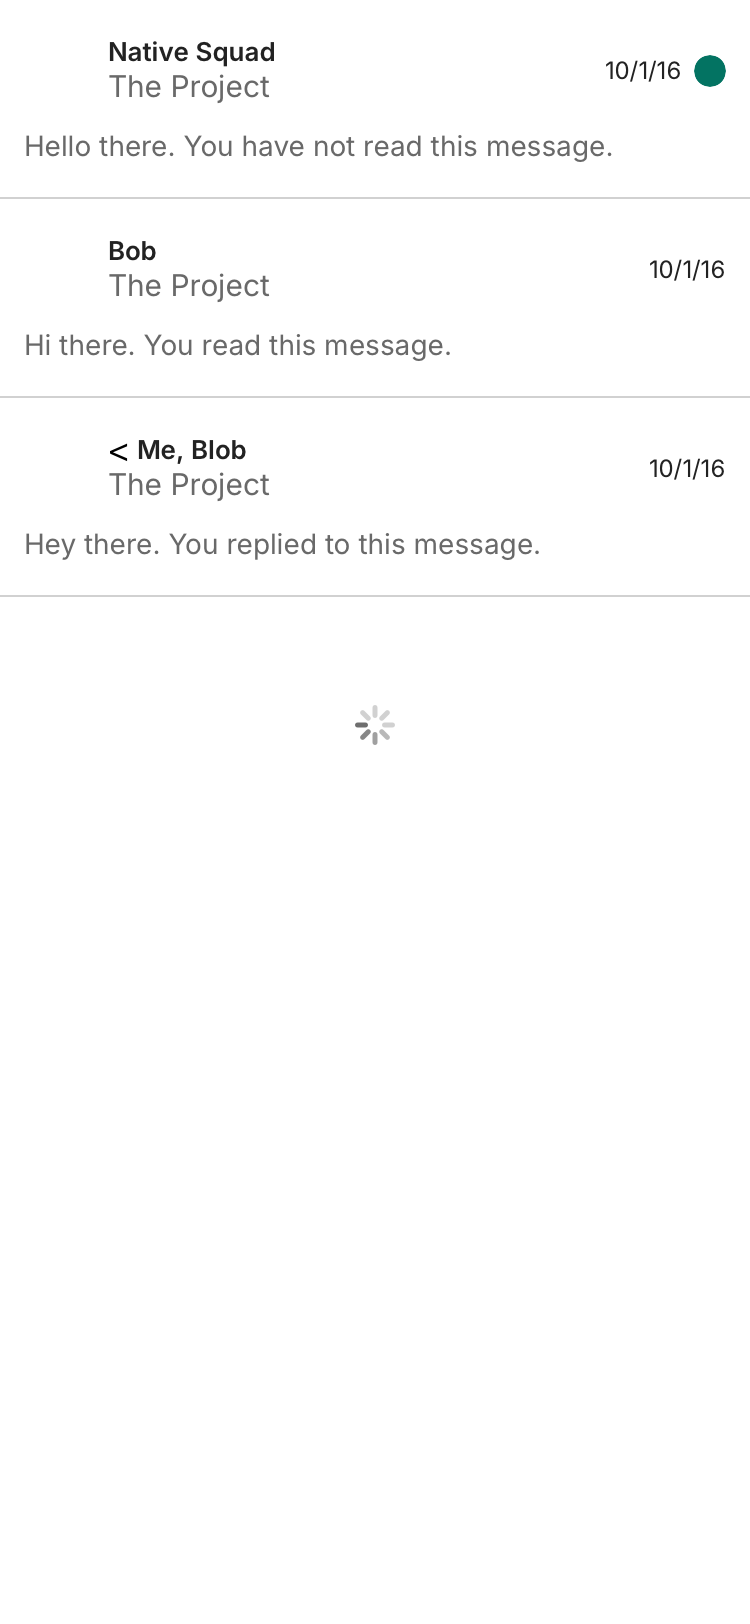 Native Squad
The Project
10/1/16
Hello there. You have not read this message.
Bob
The Project
10/1/16
Hi there. You read this message.
< Me, Blob
The Project
10/1/16
Hey there. You replied to this message.